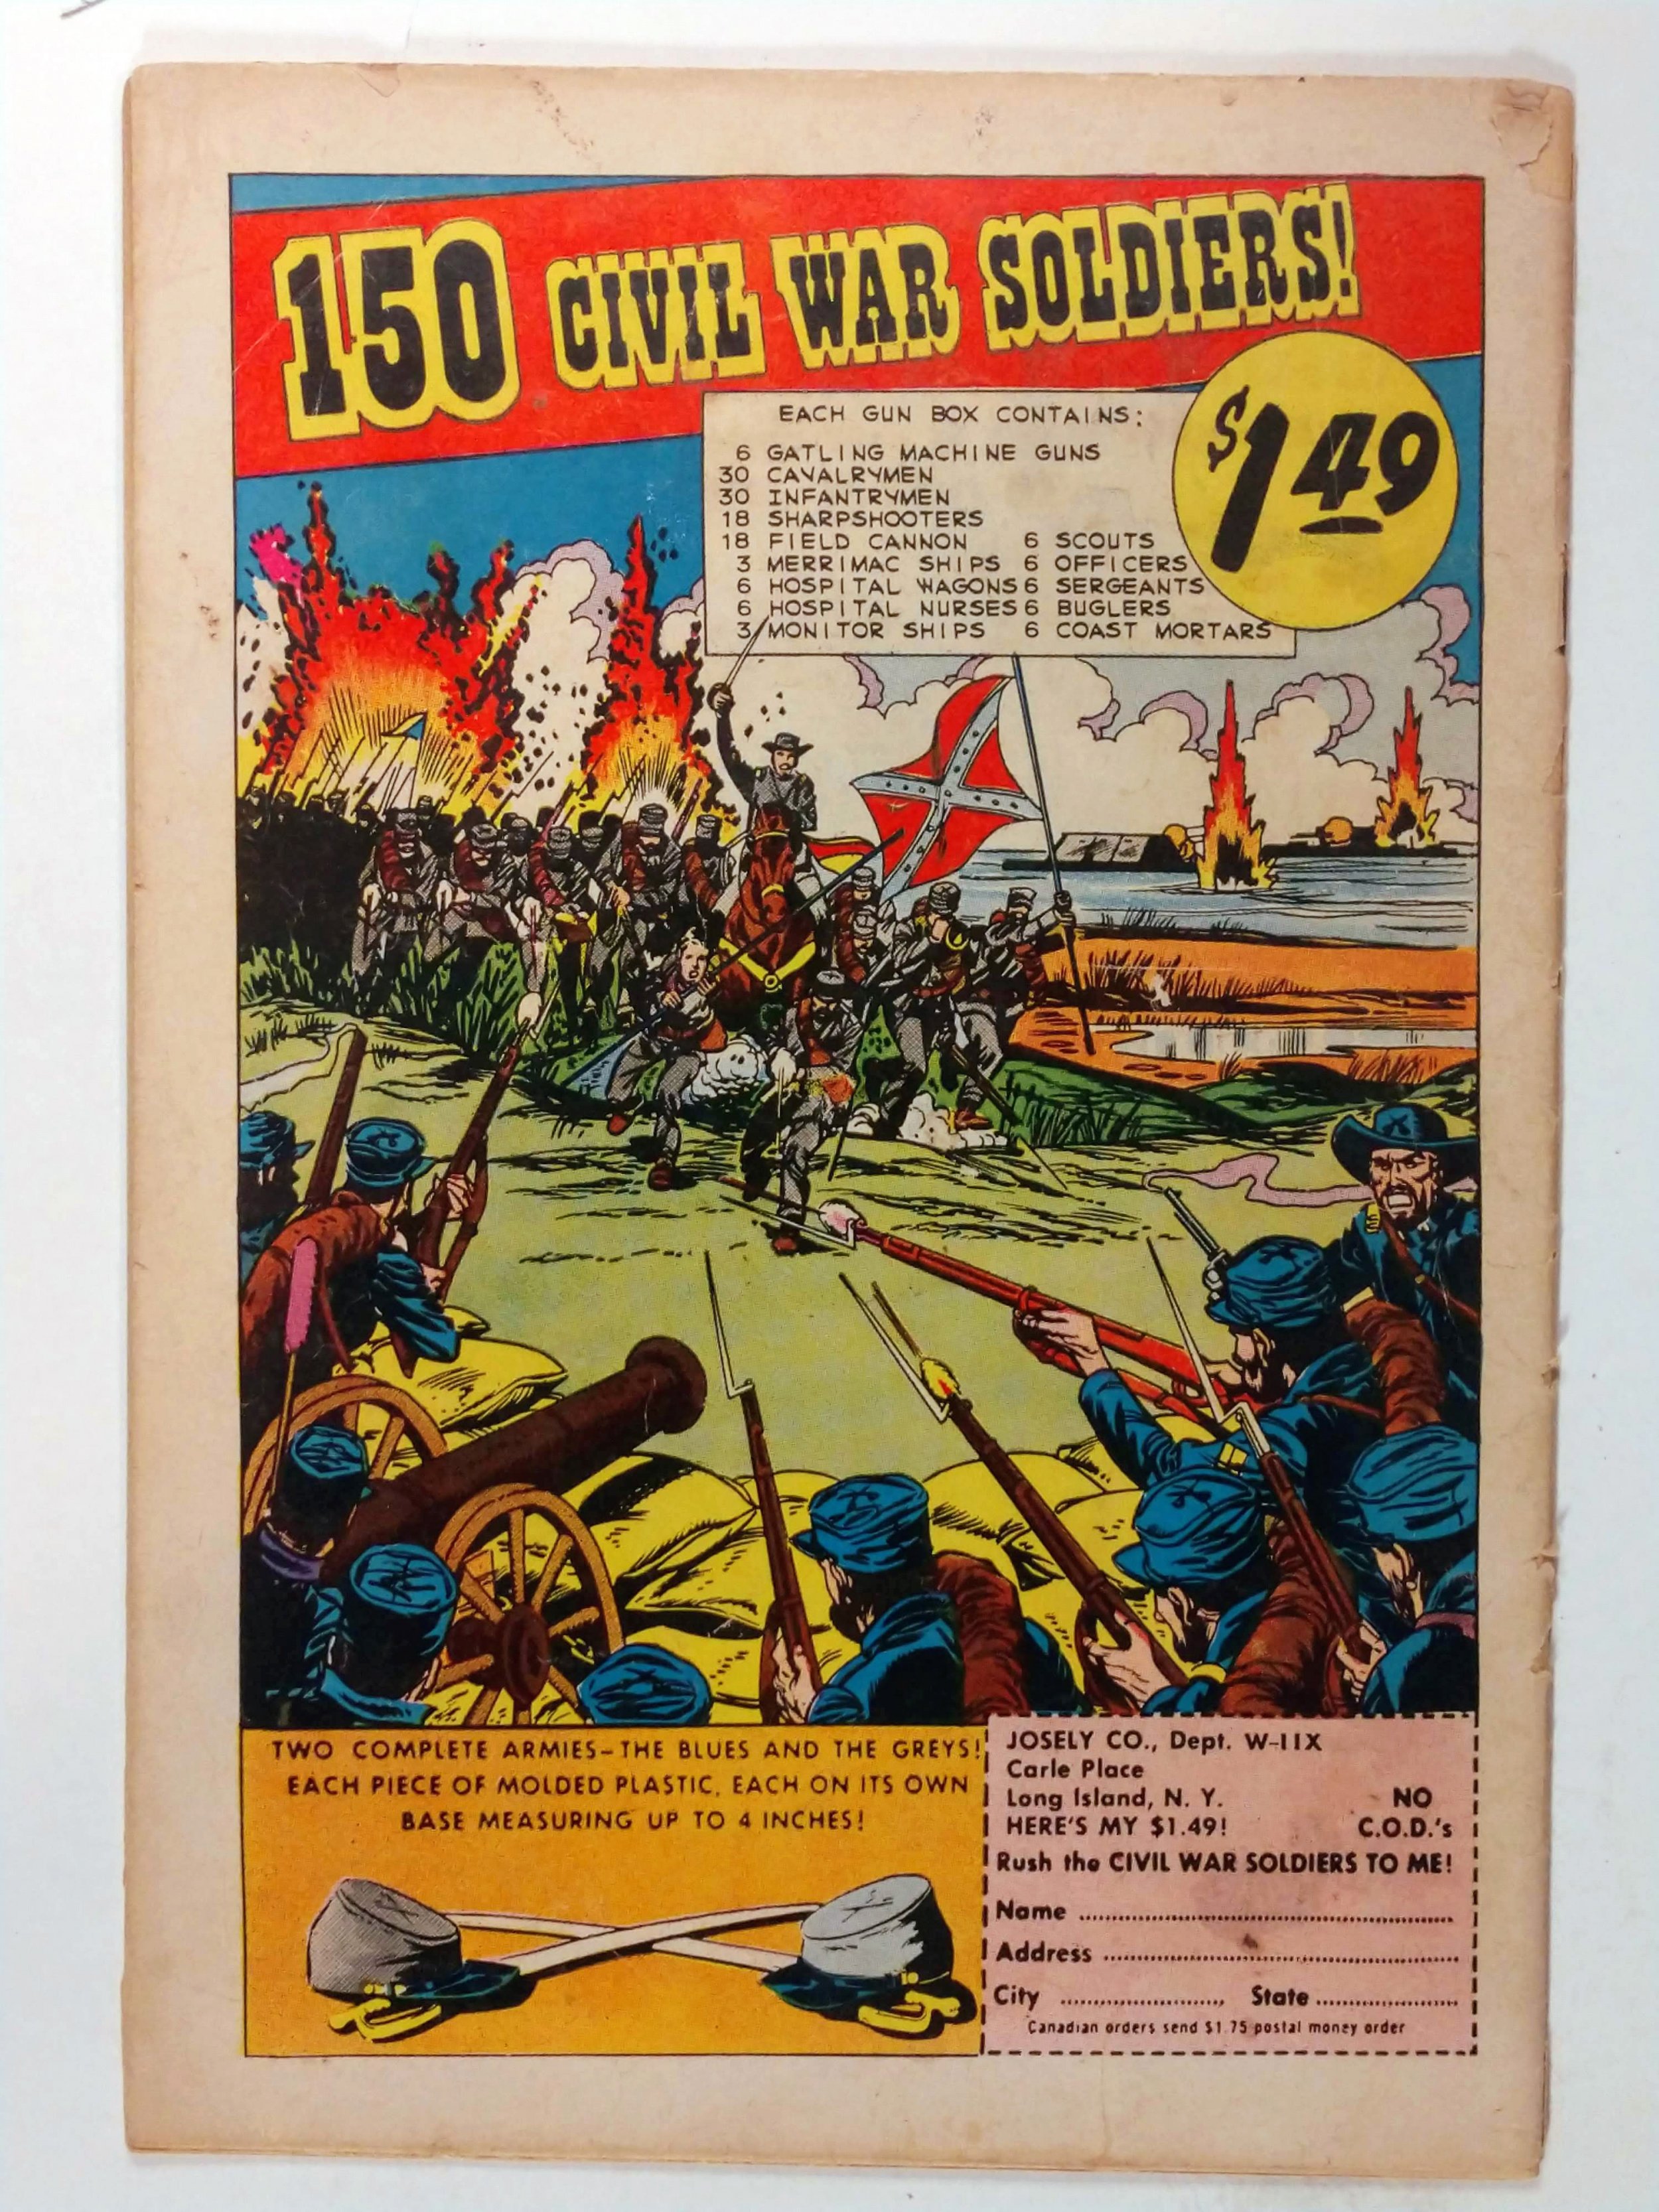 150 CIVIL WAR SOLDIERS!
$1.49
EACH GUN BOX CONTAINS:
6 GATLING MACHINE GUNS
30 CAVALRYMEN
30 INFANTRYMEN
18 SHARPSHOOTERS
18 FIELD CANNON 6 SCOUTS
3 MERRIMAC SHIPS 6 OFFICERS
6 HOSPITAL WAGONS 6 SERGEANTS
6 HOSPITAL NURSES 6 BUGLERS
3 MONITOR SHIPS 6 COAST MORTARS
TWO COMPLETE ARMIES-THE BLUES AND THE GREYS!
EACH PIECE OF MOLDED PLASTIC, EACH ON ITS OWN
BASE MEASURING UP TO 4 INCHES!
JOSELY CO., Dept. W-11X
Carle Place
Long Island, N. Y. NO
HERE'S MY $1.49! C.O.D.'s
Rush the CIVIL WAR SOLDIERS TO ME!
Name
Address
City State
Canadian orders send $1.75 postal money order